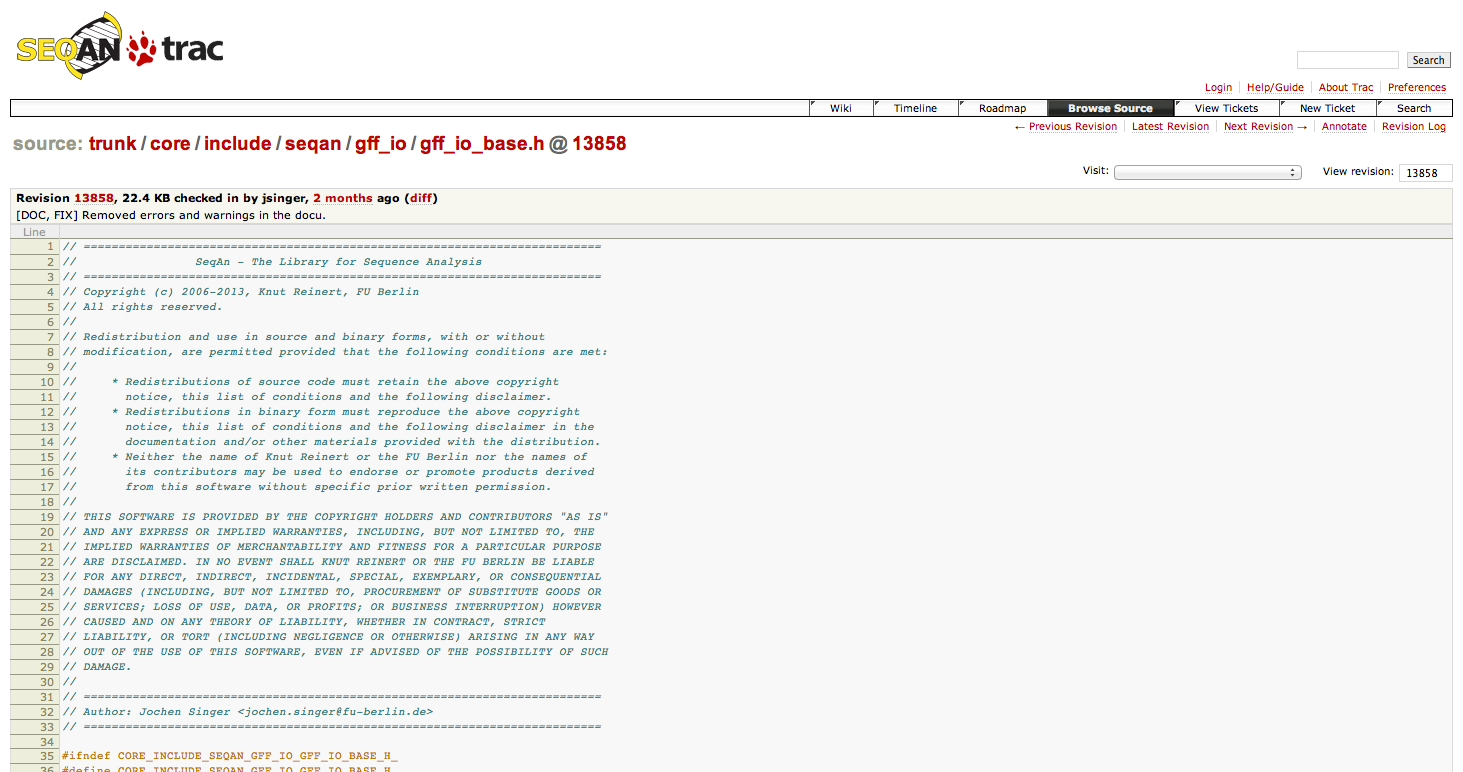 SEQAN trac
Search
Login Help/Guide About Trac Preferences
Wiki Timeline Roadmap Browse Source View Tickets New Ticket Search
← Previous Revision Latest Revision Next Revision → Annotate Revision Log
source: trunk / core / include / seqan / gff_io / gff_io_base.h @ 13858
Visit: View revision: 13858
Revision 13858, 22.4 KB checked in by jsinger, 2 months ago (diff)
[DOC, FIX] Removed errors and warnings in the docu.
Line
1 // ==========================================================================
2 // SeqAn - The Library for Sequence Analysis
3 // ==========================================================================
4 // Copyright (c) 2006-2013, Knut Reinert, FU Berlin
5 // All rights reserved.
6 //
7 // Redistribution and use in source and binary forms, with or without
8 // modification, are permitted provided that the following conditions are met:
9 //
10 // * Redistributions of source code must retain the above copyright
11 // notice, this list of conditions and the following disclaimer.
12 // * Redistributions in binary form must reproduce the above copyright
13 // notice, this list of conditions and the following disclaimer in the
14 // documentation and/or other materials provided with the distribution.
15 // * Neither the name of Knut Reinert or the FU Berlin nor the names of
16 // its contributors may be used to endorse or promote products derived
17 // from this software without specific prior written permission.
18 //
19 // THIS SOFTWARE IS PROVIDED BY THE COPYRIGHT HOLDERS AND CONTRIBUTORS "AS IS"
20 // AND ANY EXPRESS OR IMPLIED WARRANTIES, INCLUDING, BUT NOT LIMITED TO, THE
21 // IMPLIED WARRANTIES OF MERCHANTABILITY AND FITNESS FOR A PARTICULAR PURPOSE
22 // ARE DISCLAIMED. IN NO EVENT SHALL KNUT REINERT OR THE FU BERLIN BE LIABLE
23 // FOR ANY DIRECT, INDIRECT, INCIDENTAL, SPECIAL, EXEMPLARY, OR CONSEQUENTIAL
24 // DAMAGES (INCLUDING, BUT NOT LIMITED TO, PROCUREMENT OF SUBSTITUTE GOODS OR
25 // SERVICES; LOSS OF USE, DATA, OR PROFITS; OR BUSINESS INTERRUPTION) HOWEVER
26 // CAUSED AND ON ANY THEORY OF LIABILITY, WHETHER IN CONTRACT, STRICT
27 // LIABILITY, OR TORT (INCLUDING NEGLIGENCE OR OTHERWISE) ARISING IN ANY WAY
28 // OUT OF THE USE OF THIS SOFTWARE, EVEN IF ADVISED OF THE POSSIBILITY OF SUCH
29 // DAMAGE.
30 //
31 // ==========================================================================
32 // Author: Jochen Singer <jochen.singer@fu-berlin.de>
33 // ==========================================================================
34
35 #ifndef CORE_INCLUDE_SEQAN_GFF_IO_GFF_IO_BASE_H_
36 #define CORE_INCLUDE_SEQAN_GFF_IO_GFF_IO_BASE_H_